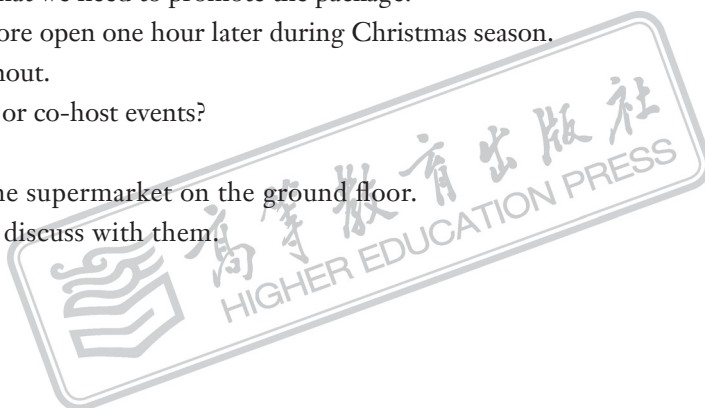 hat we need to promote the package.
ore open one hour later during Christmas season.
hout.
or co-host events?
ne supermarket on the ground floor.
discuss with them.
高等教育出版社
HIGHER EDUCATION PRESS